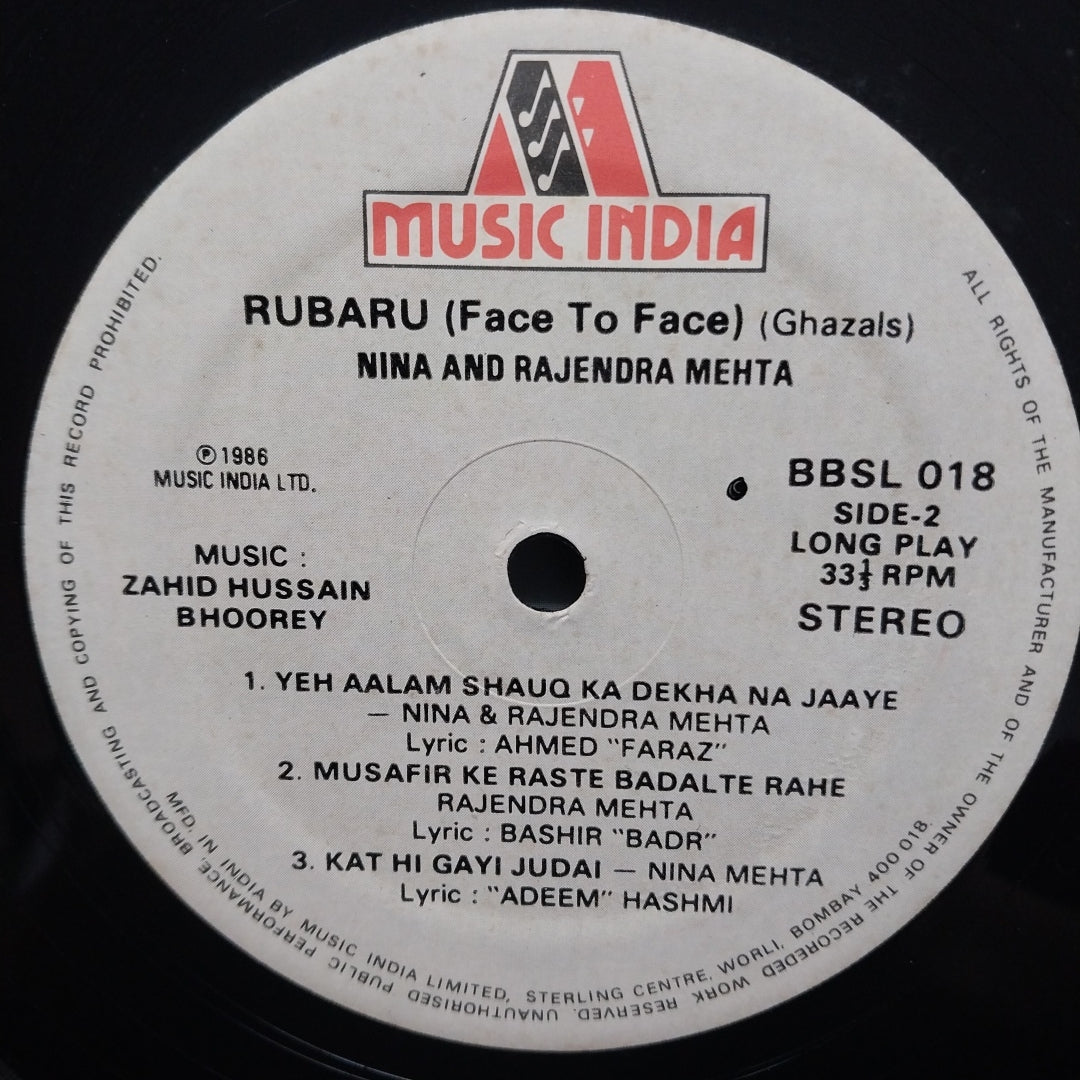 MUSIC INDIA
RUBARU (Face To Face) (Ghazals)
NINA AND RAJENDRA MEHTA
℗ 1986
MUSIC INDIA LTD.
MUSIC :
ZAHID HUSSAIN
BHOOREY
BBSL 018
SIDE-2
LONG PLAY
33⅓ RPM
STEREO
1. YEH AALAM SHAUQ KA DEKHA NA JAAYE
— NINA & RAJENDRA MEHTA
Lyric : AHMED "FARAZ"
2. MUSAFIR KE RASTE BADALTE RAHE
RAJENDRA MEHTA
Lyric : BASHIR "BADR"
3. KAT HI GAYI JUDAI — NINA MEHTA
Lyric : "ADEEM" HASHMI
MFD. IN INDIA BY MUSIC INDIA LIMITED, STERLING CENTRE, WORLI, BOMBAY 400 018.
ALL RIGHTS OF THE MANUFACTURER AND OF THE OWNER OF THE RECOREDED WORK RESERVED. UNAUTHORISED PUBLIC PERFORMANCE, BROADCASTING AND COPYING OF THIS RECORD PROHIBITED.